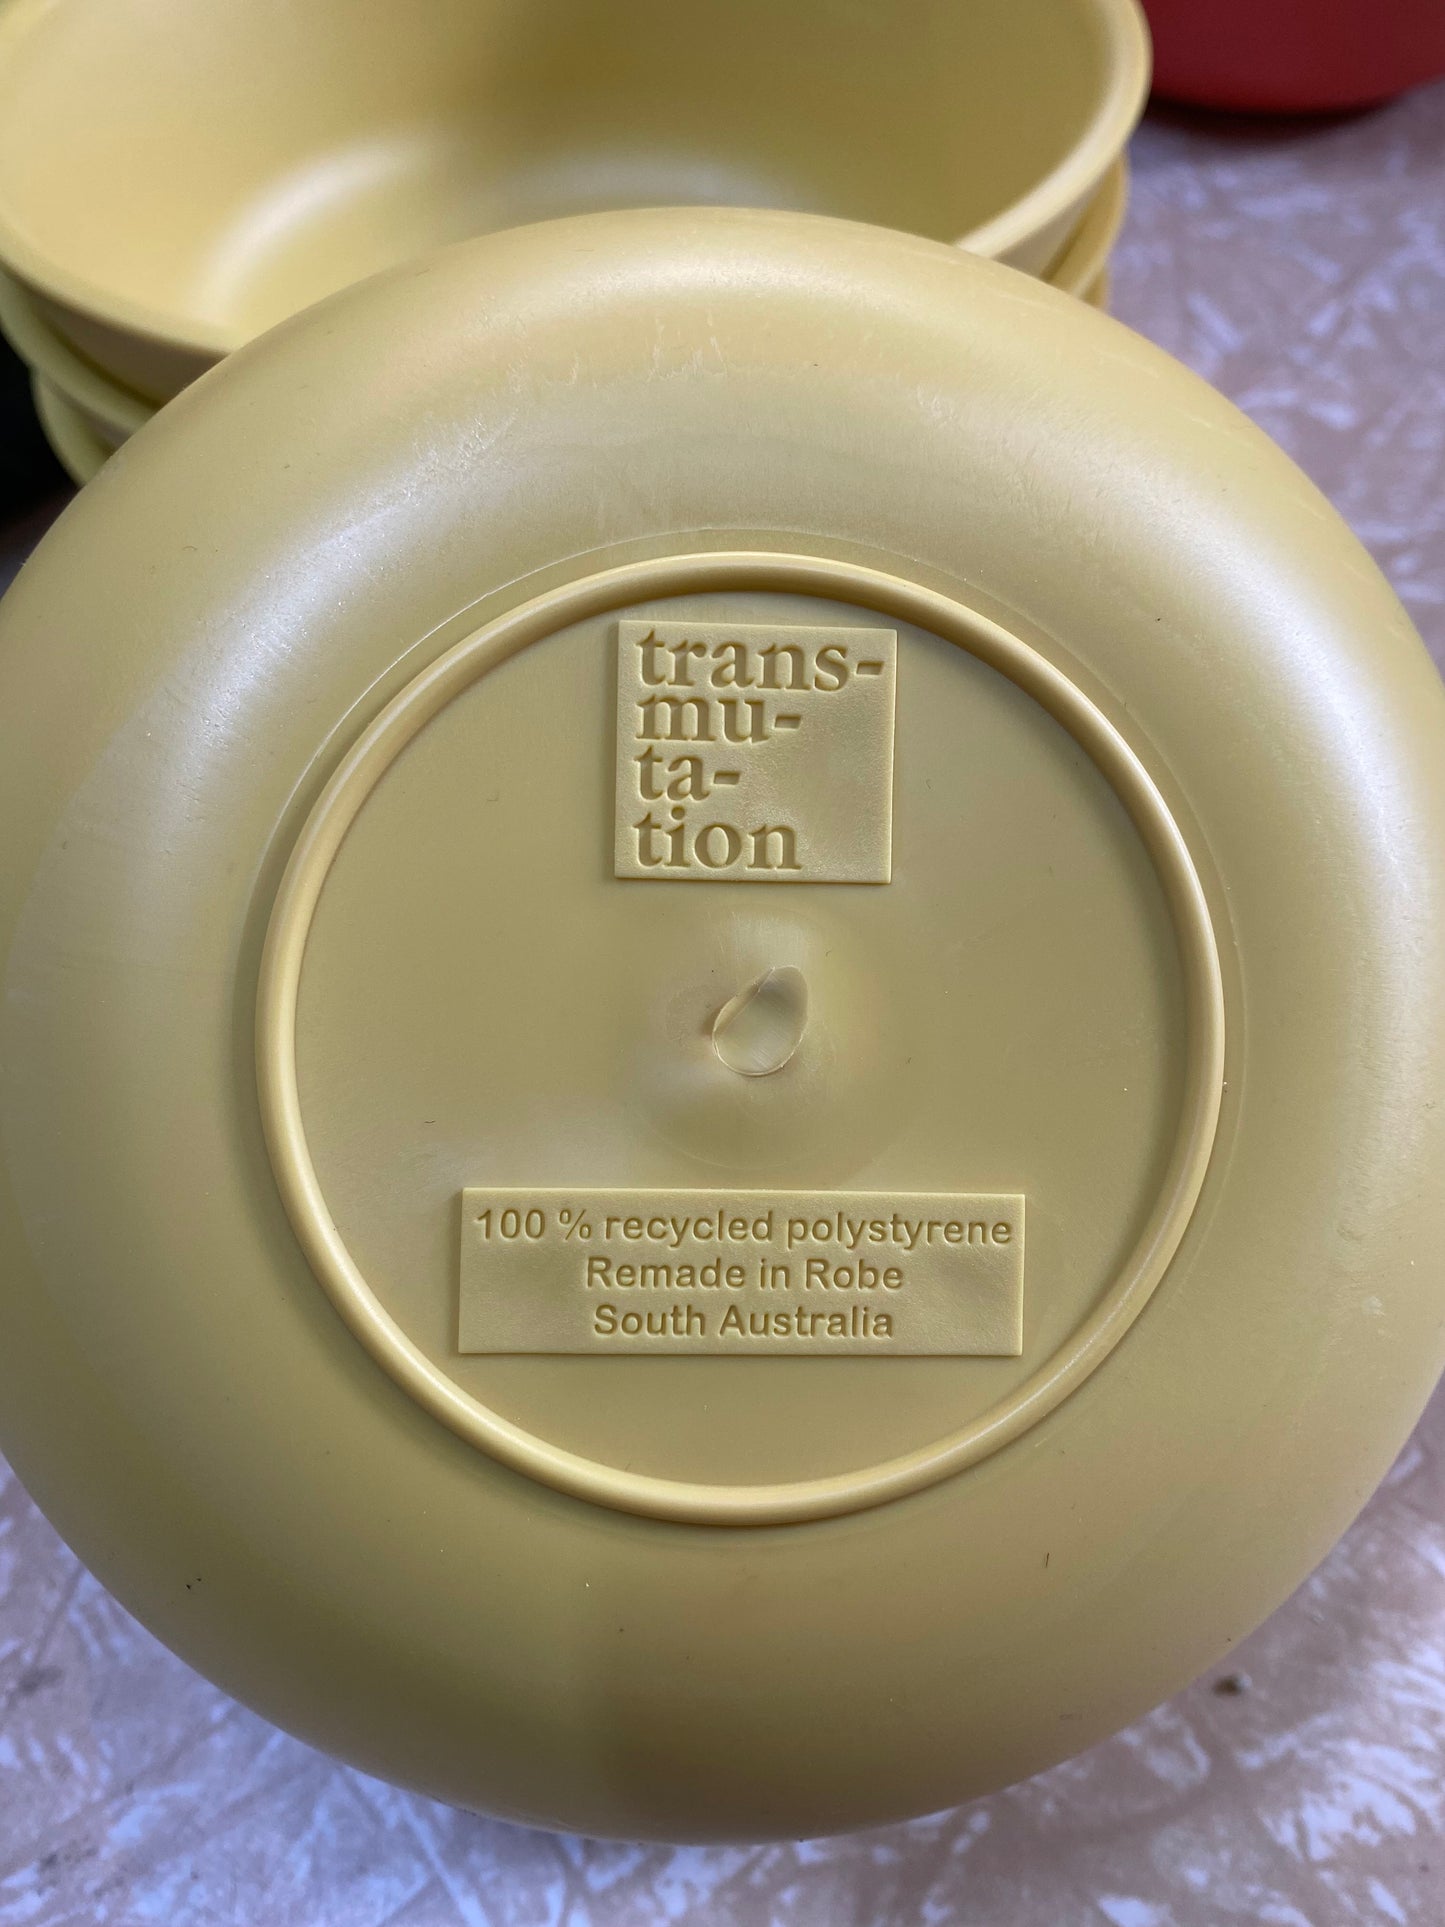 trans-
mu-
ta-
tion
100 % recycled polystyrene
Remade in Robe
South Australia